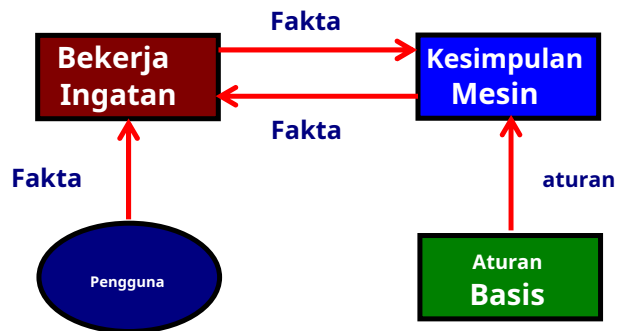 Fakta
Bekerja
Ingatan
Kesimpulan
Mesin
Fakta
Fakta
aturan
Pengguna
Aturan
Basis